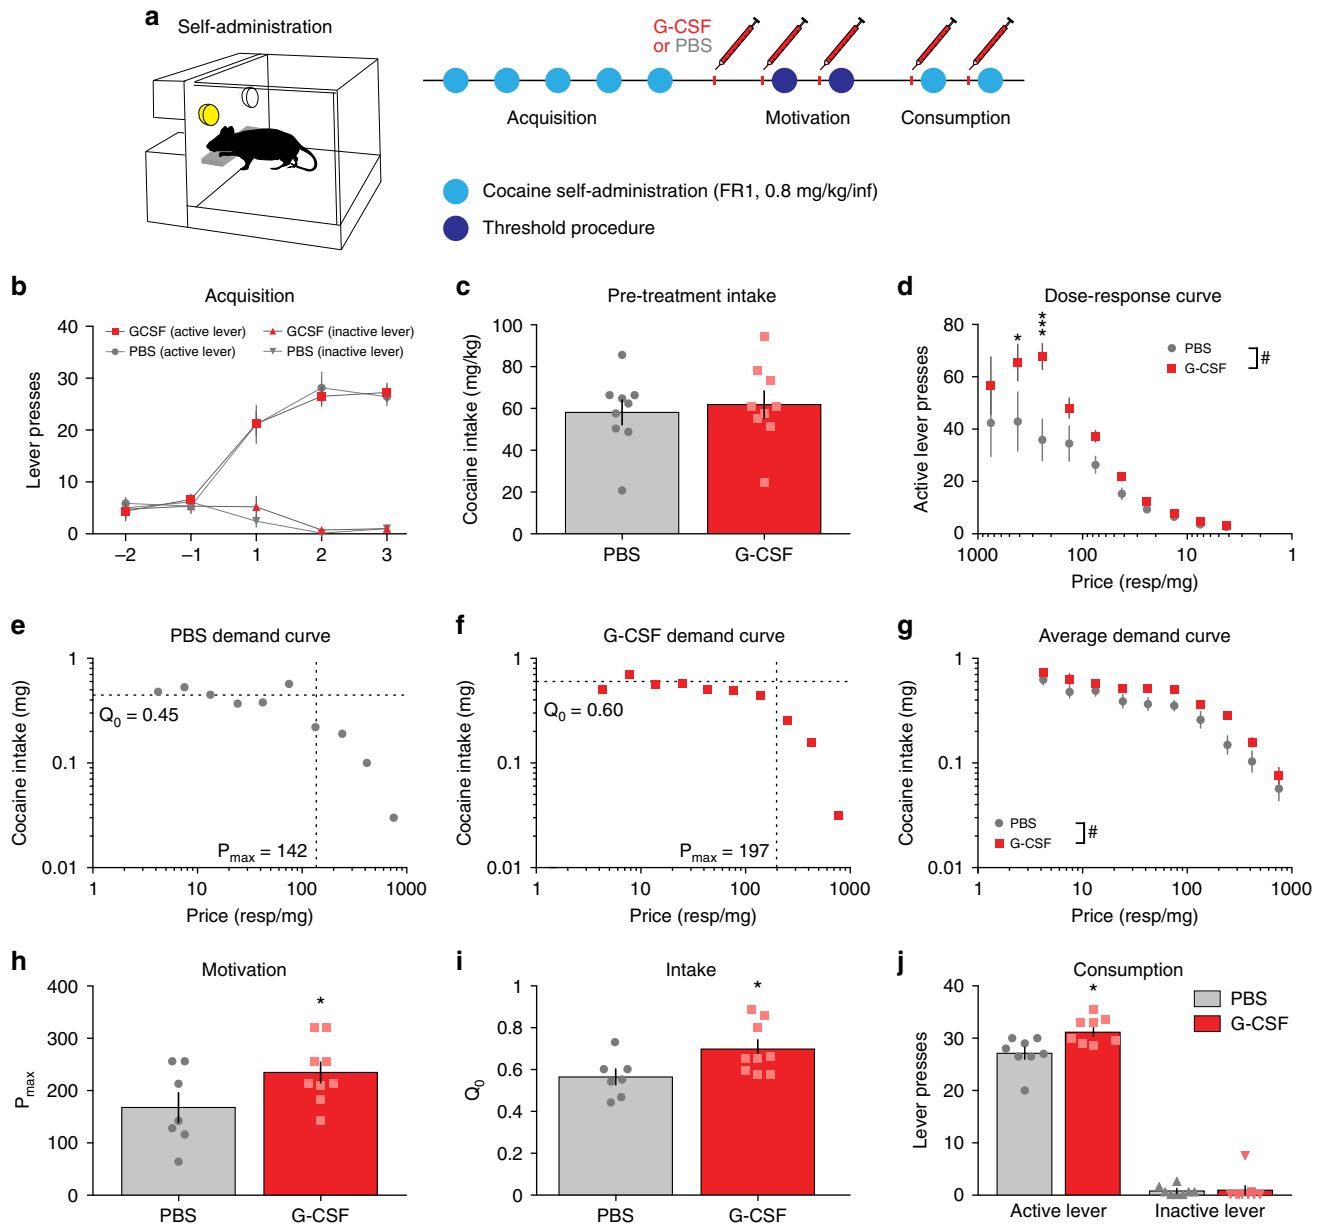 a
Self-administration
G-CSF
or PBS
Acquisition
Motivation
Consumption
Cocaine self-administration (FR1, 0.8 mg/kg/inf)
Threshold procedure
b
Acquisition
GCSF (active lever)
GCSF (inactive lever)
PBS (active lever)
PBS (inactive lever)
Lever presses
40
30
20
10
0
–2
–1
1
2
3
c
Pre-treatment intake
Cocaine intake (mg/kg)
100
80
60
40
20
0
PBS
G-CSF
d
Dose-response curve
Active lever presses
80
60
40
20
0
*
***
PBS
G-CSF
#
1000
100
10
1
Price (resp/mg)
e
PBS demand curve
Cocaine intake (mg)
1
0.1
0.01
Q0 = 0.45
Pmax = 142
1
10
100
1000
Price (resp/mg)
f
G-CSF demand curve
Cocaine intake (mg)
1
0.1
0.01
Q0 = 0.60
Pmax = 197
1
10
100
1000
Price (resp/mg)
g
Average demand curve
Cocaine intake (mg)
1
0.1
0.01
PBS
G-CSF
#
1
10
100
1000
Price (resp/mg)
h
Motivation
Pmax
400
300
200
100
0
*
PBS
G-CSF
i
Intake
Q0
1
0.8
0.6
0.4
0.2
0
*
PBS
G-CSF
j
Consumption
Lever presses
40
30
20
10
0
*
PBS
G-CSF
Active lever
Inactive lever